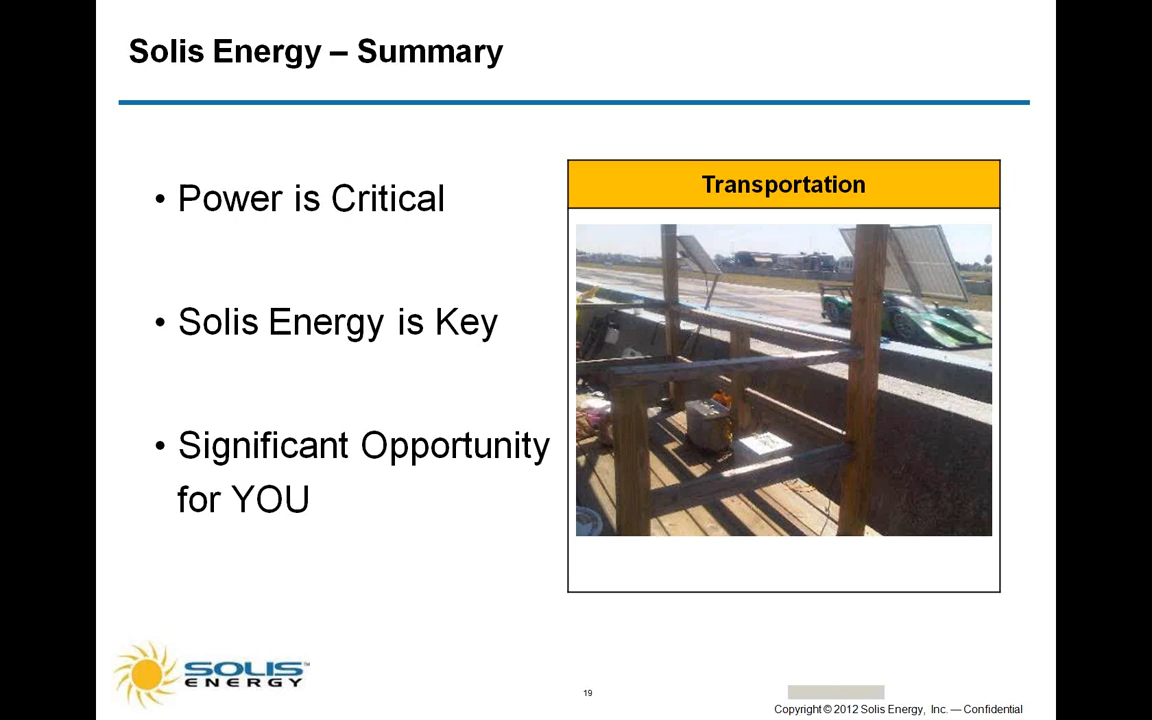 Solis Energy – Summary
• Power is Critical
• Solis Energy is Key
• Significant Opportunity
for YOU
Transportation
SOLIS™
ENERGY
19
Copyright © 2012 Solis Energy, Inc. — Confidential